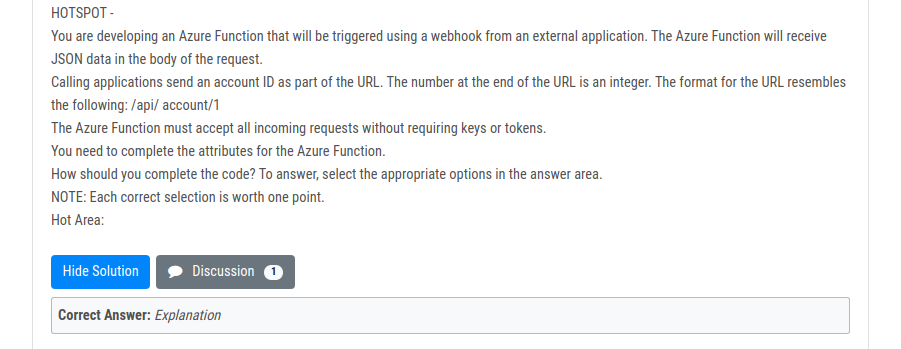 HOTSPOT -
You are developing an Azure Function that will be triggered using a webhook from an external application. The Azure Function will receive
JSON data in the body of the request.
Calling applications send an account ID as part of the URL. The number at the end of the URL is an integer. The format for the URL resembles
the following: /api/ account/1
The Azure Function must accept all incoming requests without requiring keys or tokens.
You need to complete the attributes for the Azure Function.
How should you complete the code? To answer, select the appropriate options in the answer area.
NOTE: Each correct selection is worth one point.
Hot Area:
Hide Solution Discussion 1
Correct Answer: Explanation